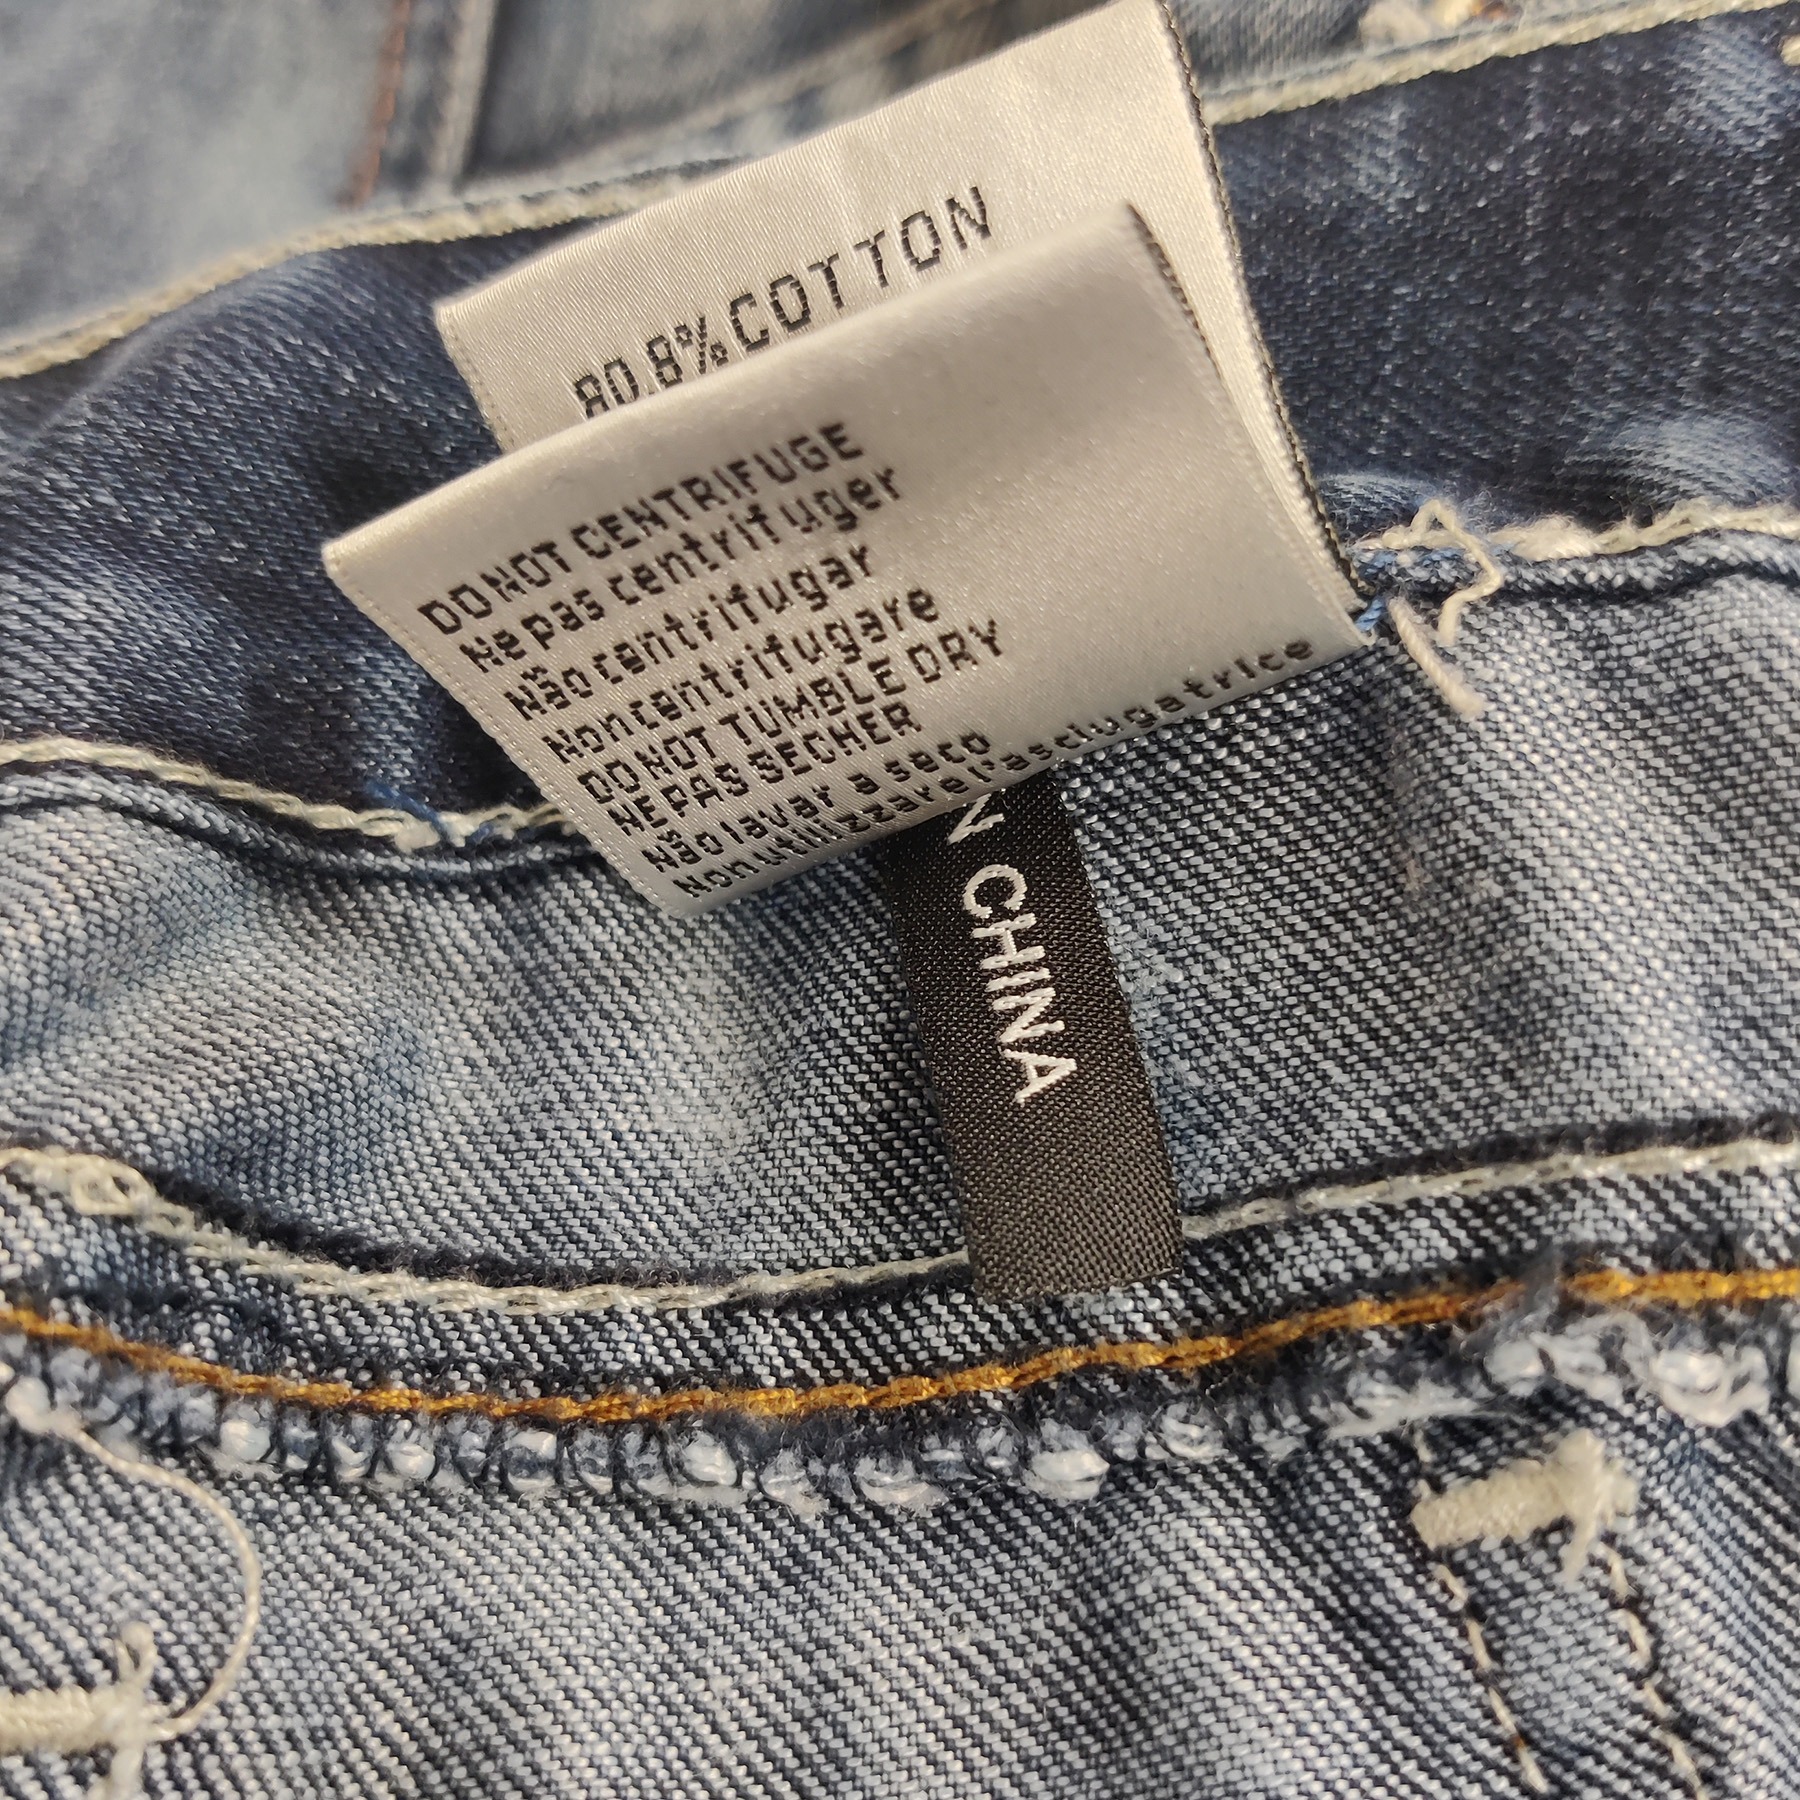 80.8% COTTON
DO NOT CENTRIFUGE
Ne pas centrifuger
Não centrifugar
Non centrifugare
DO NOT TUMBLE DRY
NE PAS SECHER
Não lavar a seco
Non utilizzare l'asciugatrice
N CHINA